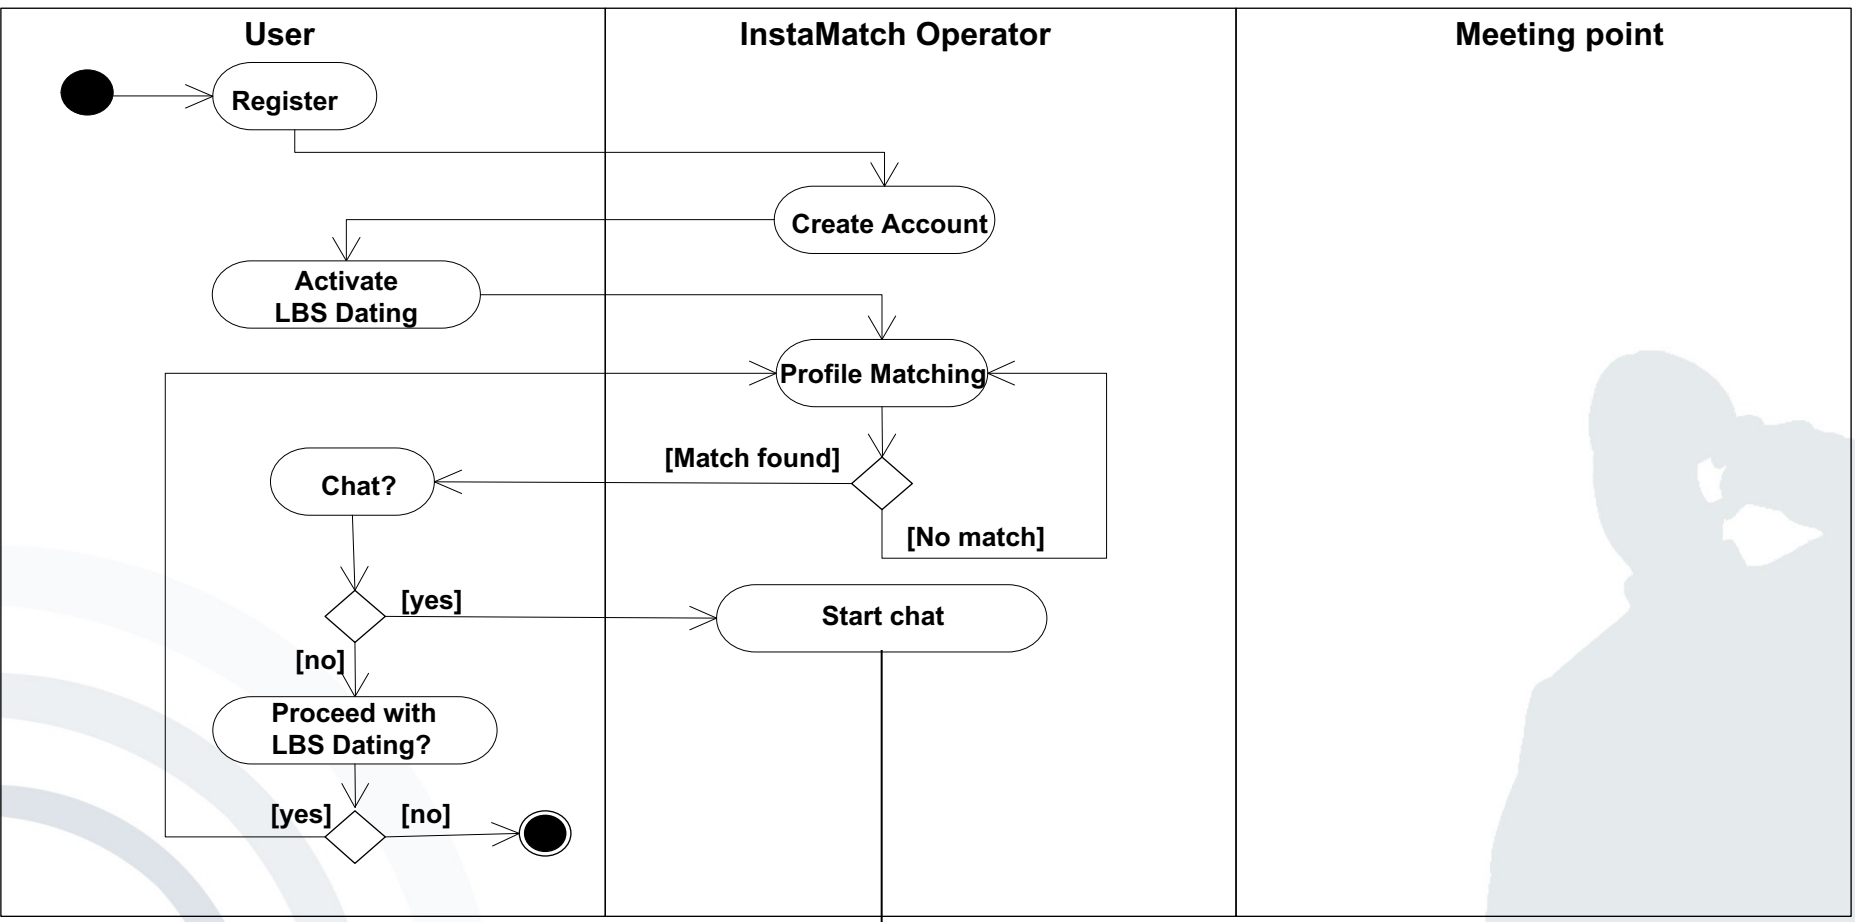 User
InstaMatch Operator
Meeting point
Register
Create Account
Activate
LBS Dating
Profile Matching
[Match found]
Chat?
[No match]
[yes]
Start chat
[no]
Proceed with
LBS Dating?
[yes]
[no]